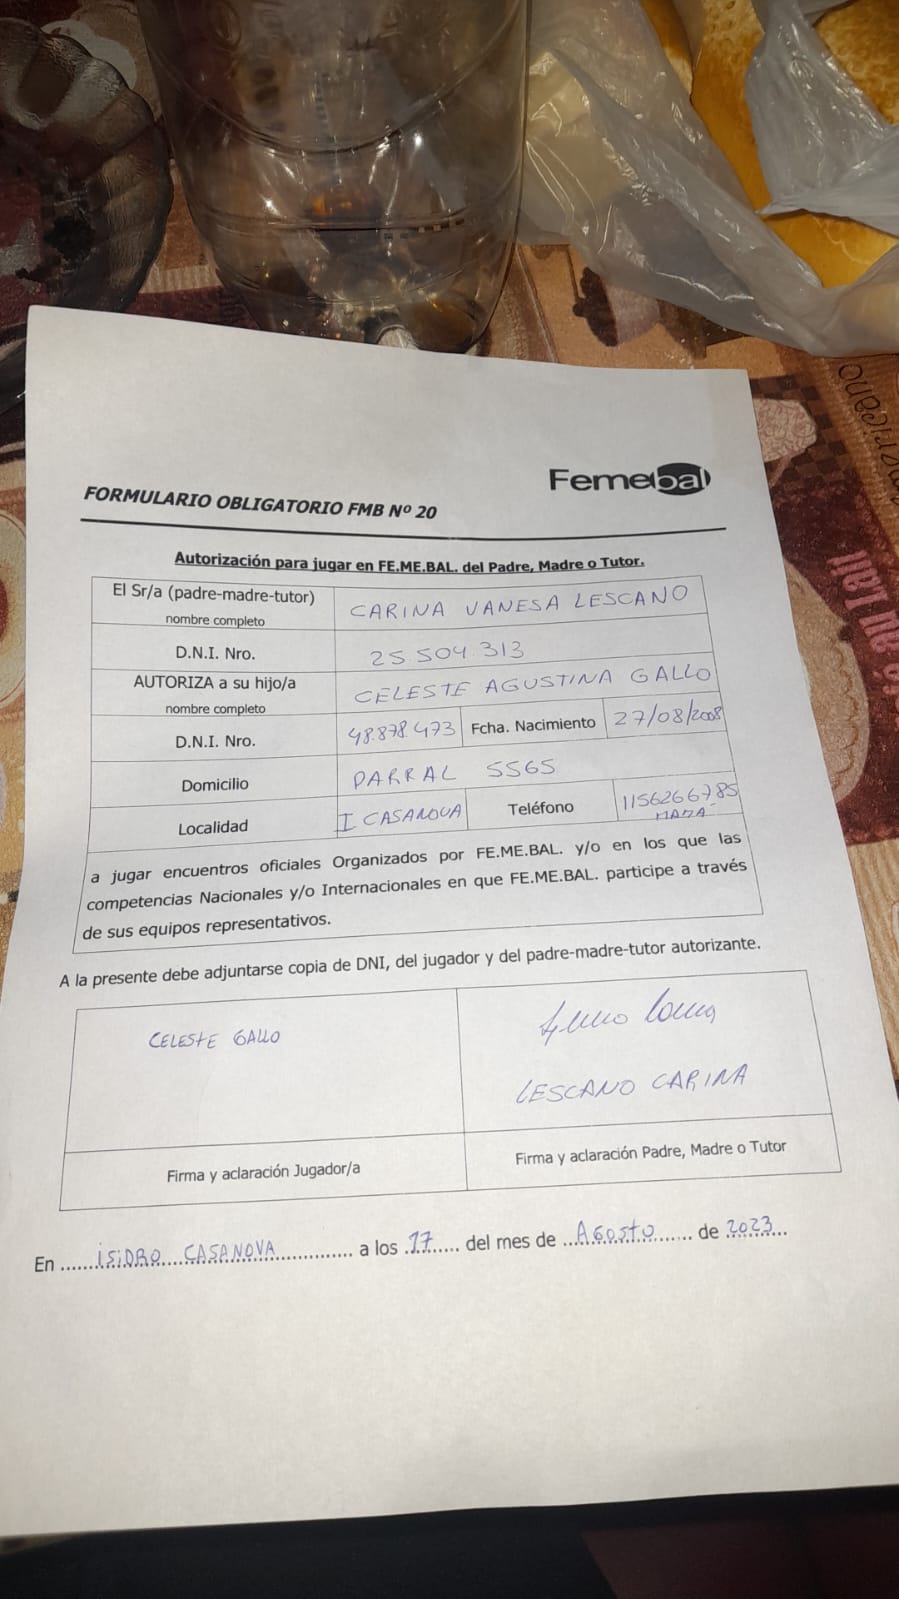 Femebal
FORMULARIO OBLIGATORIO FMB Nº 20
Autorización para jugar en FE.ME.BAL. del Padre, Madre o Tutor.
El Sr/a (padre-madre-tutor)
nombre completo
CARINA VANESA LESCANO
D.N.I. Nro.
25 504 313
AUTORIZA a su hijo/a
nombre completo
CELESTE AGUSTINA GALLO
D.N.I. Nro.
48.878.473
Fcha. Nacimiento
27/08/2008
Domicilio
PARRAL 5565
Localidad
I CASANOVA
Teléfono
1156266785
MAMA
a jugar encuentros oficiales Organizados por FE.ME.BAL. y/o en los que las
competencias Nacionales y/o Internacionales en que FE.ME.BAL. participe a través
de sus equipos representativos.
A la presente debe adjuntarse copia de DNI, del jugador y del padre-madre-tutor autorizante.
CELESTE GALLO
LESCANO CARINA
Firma y aclaración Jugador/a
Firma y aclaración Padre, Madre o Tutor
En ISIDRO CASANOVA a los 17 del mes de AGOSTO de 2023